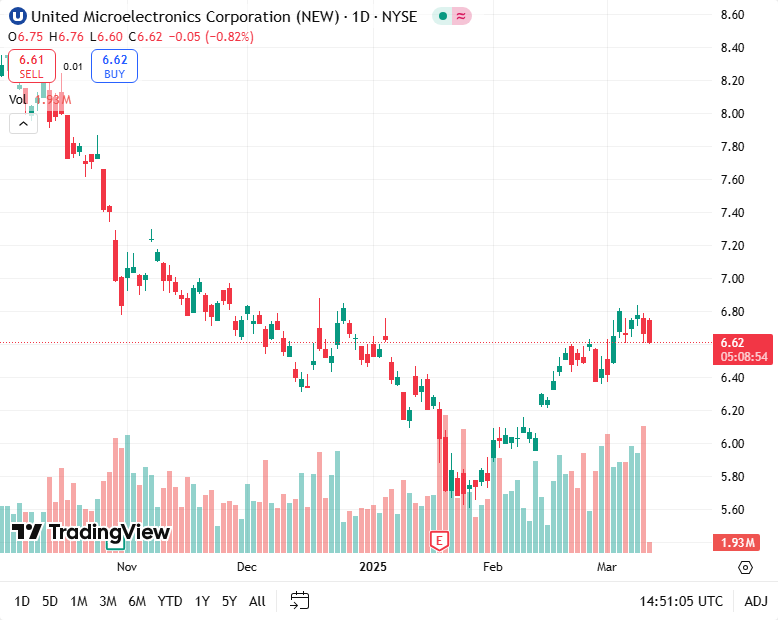 United Microelectronics Corporation (NEW) · 1D · NYSE
O6.75 H6.76 L6.60 C6.62 −0.05 (−0.82%)
6.61 SELL
0.01
6.62 BUY
Vol 1.93M
8.60
8.40
8.20
8.00
7.80
7.60
7.40
7.20
7.00
6.80
6.62
05:08:54
6.40
6.20
6.00
5.80
5.60
1.93M
TradingView
E
Nov Dec 2025 Feb Mar
1D 5D 1M 3M 6M YTD 1Y 5Y All
14:51:05 UTC ADJ